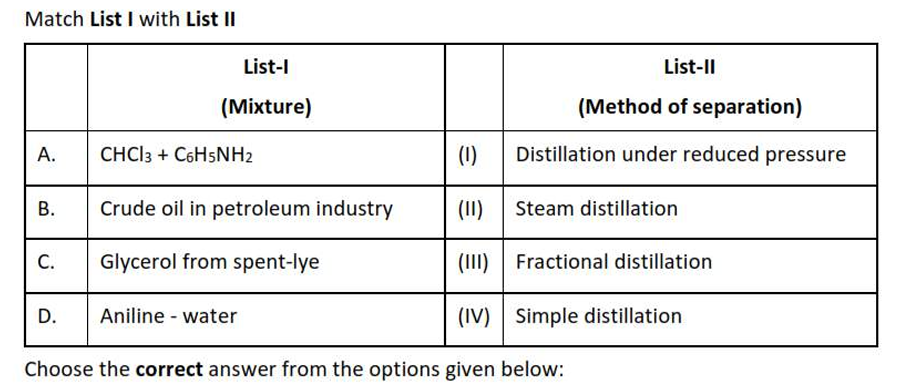 Match List I with List II
List-I
(Mixture)
List-II
(Method of separation)
A. CHCl3 + C6H5NH2 (I) Distillation under reduced pressure
B. Crude oil in petroleum industry (II) Steam distillation
C. Glycerol from spent-lye (III) Fractional distillation
D. Aniline - water (IV) Simple distillation
Choose the correct answer from the options given below: